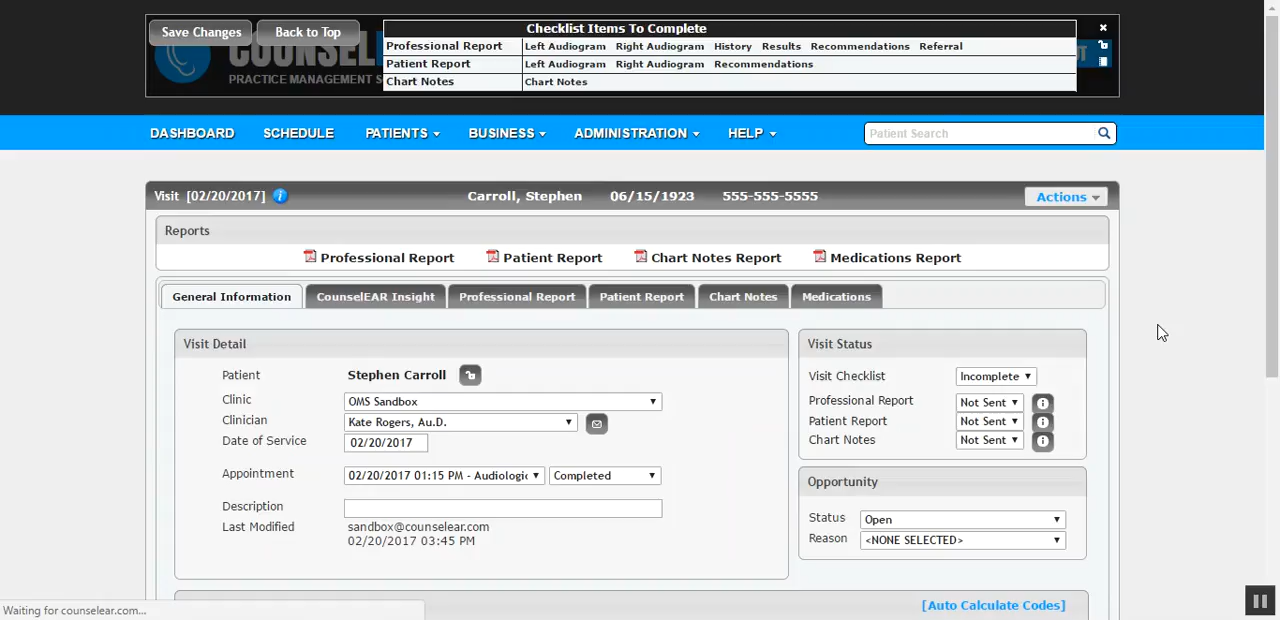 Save Changes Back to Top
Checklist Items To Complete
Professional Report Left Audiogram Right Audiogram History Results Recommendations Referral
Patient Report Left Audiogram Right Audiogram Recommendations
Chart Notes Chart Notes
COUNSEL
PRACTICE MANAGEMENT S
DASHBOARD SCHEDULE PATIENTS BUSINESS ADMINISTRATION HELP Patient Search
Visit [02/20/2017] Carroll, Stephen 06/15/1923 555-555-5555 Actions
Reports
Professional Report Patient Report Chart Notes Report Medications Report
General Information CounselEAR Insight Professional Report Patient Report Chart Notes Medications
Visit Detail
Patient Stephen Carroll
Clinic OMS Sandbox
Clinician Kate Rogers, Au.D.
Date of Service 02/20/2017
Appointment 02/20/2017 01:15 PM - Audiologic Completed
Description
Last Modified sandbox@counselear.com
02/20/2017 03:45 PM
Visit Status
Visit Checklist Incomplete
Professional Report Not Sent
Patient Report Not Sent
Chart Notes Not Sent
Opportunity
Status Open
Reason <NONE SELECTED>
[Auto Calculate Codes]
Waiting for counselear.com...